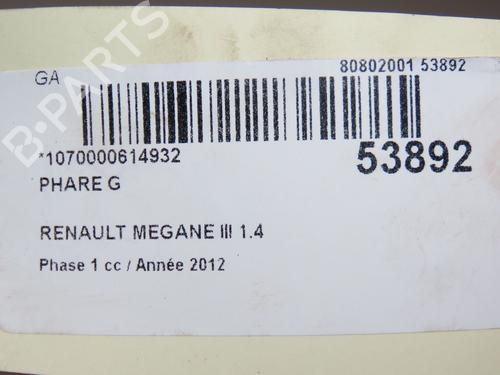 GA
80802001 53892
*1070000614932
53892
PHARE G
RENAULT MEGANE III 1.4
Phase 1 cc / Année 2012
B-PARTS